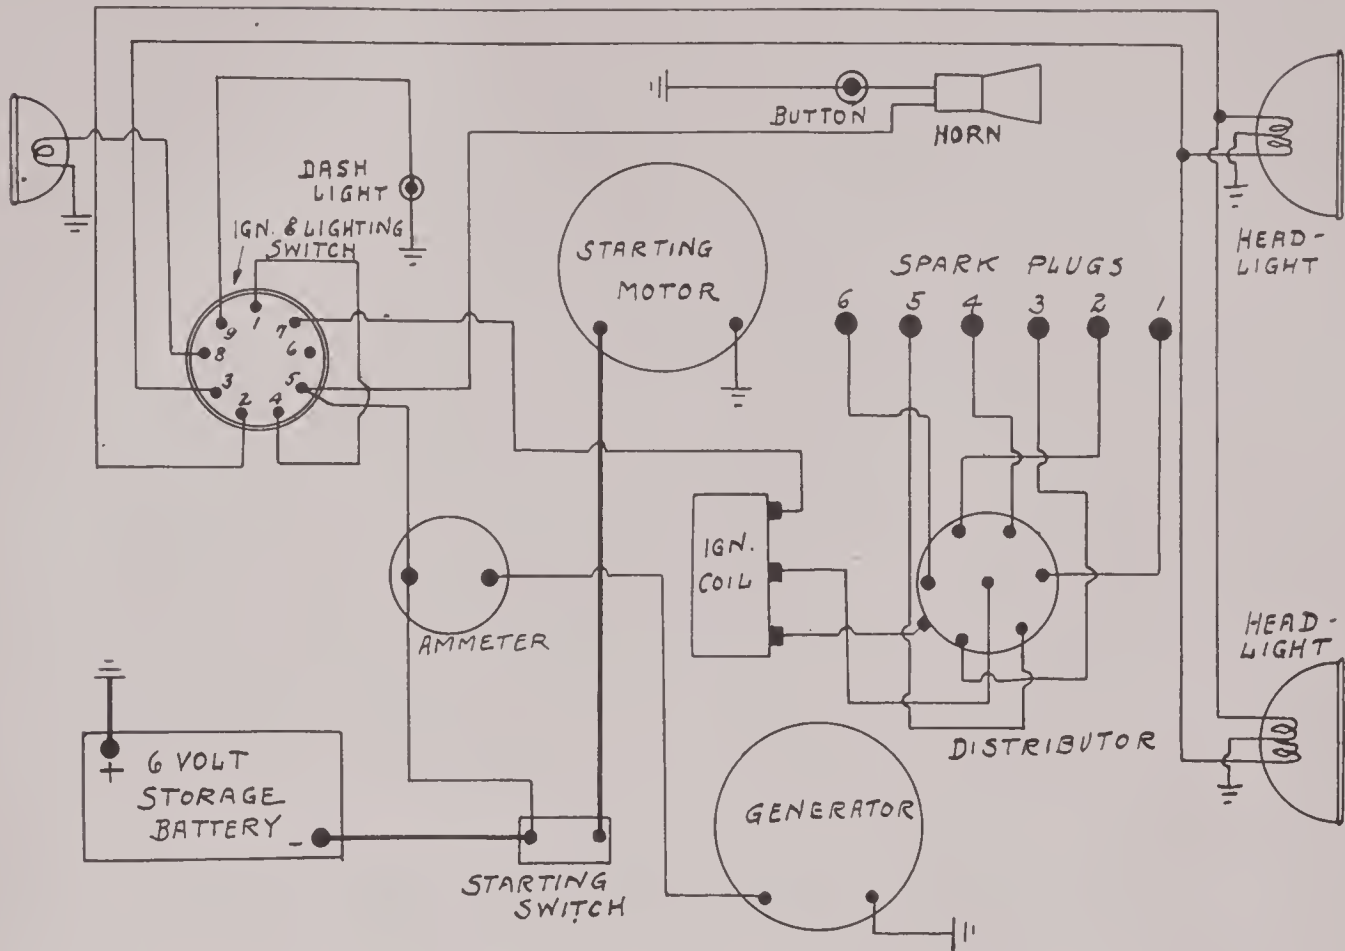 BUTTON
HORN
DASH
LIGHT
IGN. & LIGHTING
SWITCH
STARTING
MOTOR
HEAD-
LIGHT
SPARK PLUGS
6 5 4 3 2 1
9 1 7
8 6
3 5
2 4
IGN.
COIL
AMMETER
HEAD-
LIGHT
DISTRIBUTOR
+
6 VOLT
STORAGE
BATTERY -
GENERATOR
STARTING
SWITCH